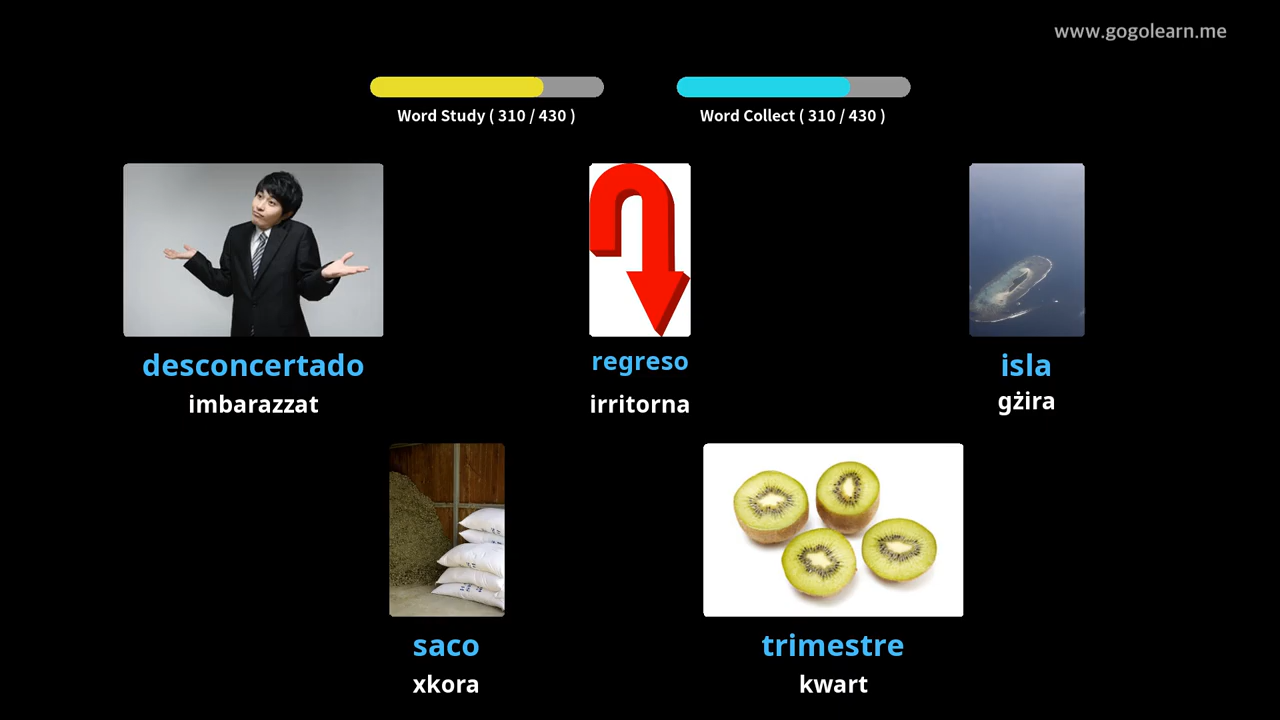 www.gogolearn.me
Word Study ( 310 / 430 )
Word Collect ( 310 / 430 )
desconcertado
imbarazzat
regreso
irritorna
isla
gżira
saco
xkora
trimestre
kwart